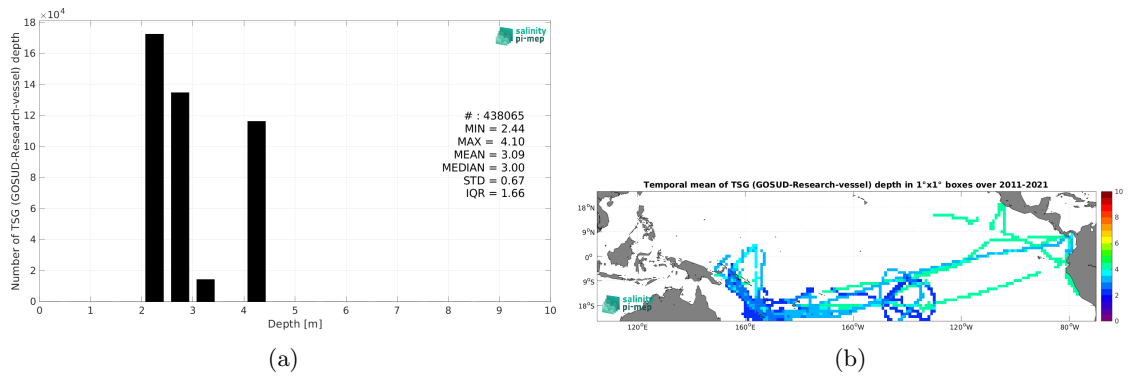 ×10⁴
18
16
14
12
10
8
6
4
2
0
Number of TSG (GOSUD-Research-vessel) depth
salinity
pi-mep
# : 438065
MIN = 2.44
MAX = 4.10
MEAN = 3.09
MEDIAN = 3.00
STD = 0.67
IQR = 1.66
0 1 2 3 4 5 6 7 8 9 10
Depth [m]
(a)
Temporal mean of TSG (GOSUD-Research-vessel) depth in 1°x1° boxes over 2011-2021
18°N
9°N
0°
9°S
18°S
salinity
pi-mep
120°E 160°E 160°W 120°W 80°W
10
8
6
4
2
0
(b)